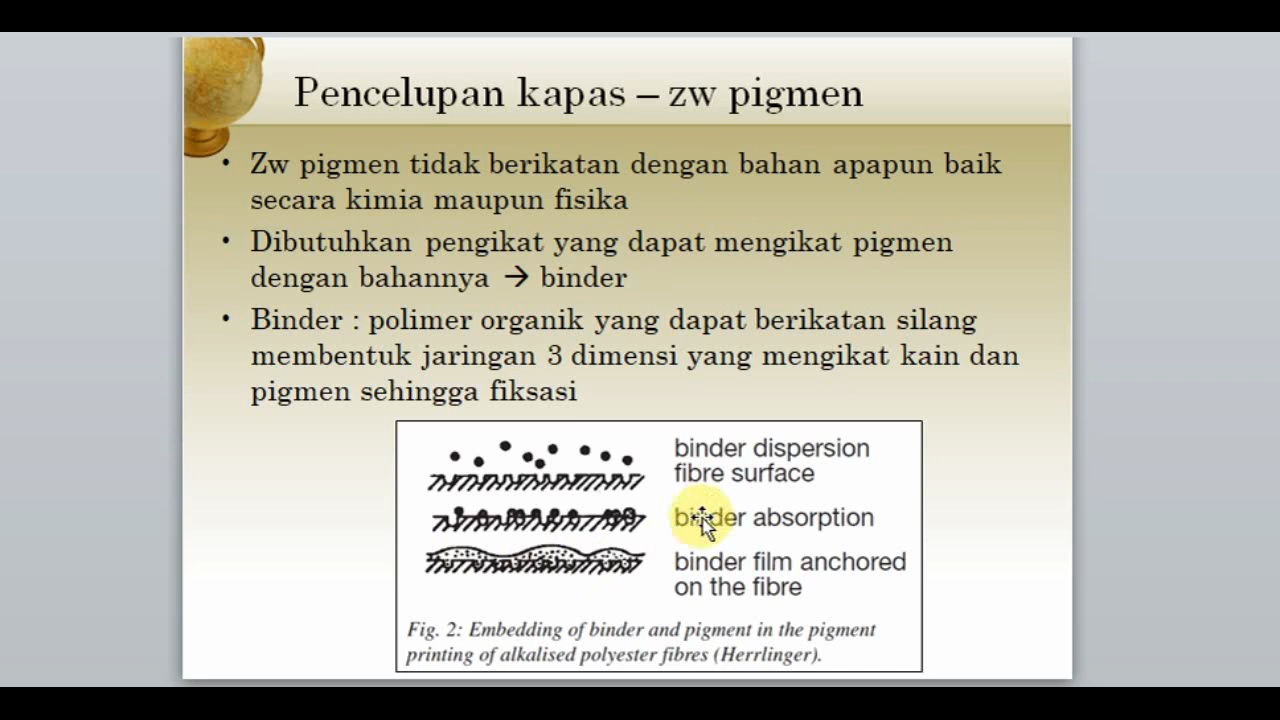 Pencelupan kapas – zw pigmen
• Zw pigmen tidak berikatan dengan bahan apapun baik
secara kimia maupun fisika
• Dibutuhkan pengikat yang dapat mengikat pigmen
dengan bahannya → binder
• Binder : polimer organik yang dapat berikatan silang
membentuk jaringan 3 dimensi yang mengikat kain dan
pigmen sehingga fiksasi
binder dispersion
fibre surface
binder absorption
binder film anchored
on the fibre
Fig. 2: Embedding of binder and pigment in the pigment
printing of alkalised polyester fibres (Herrlinger).